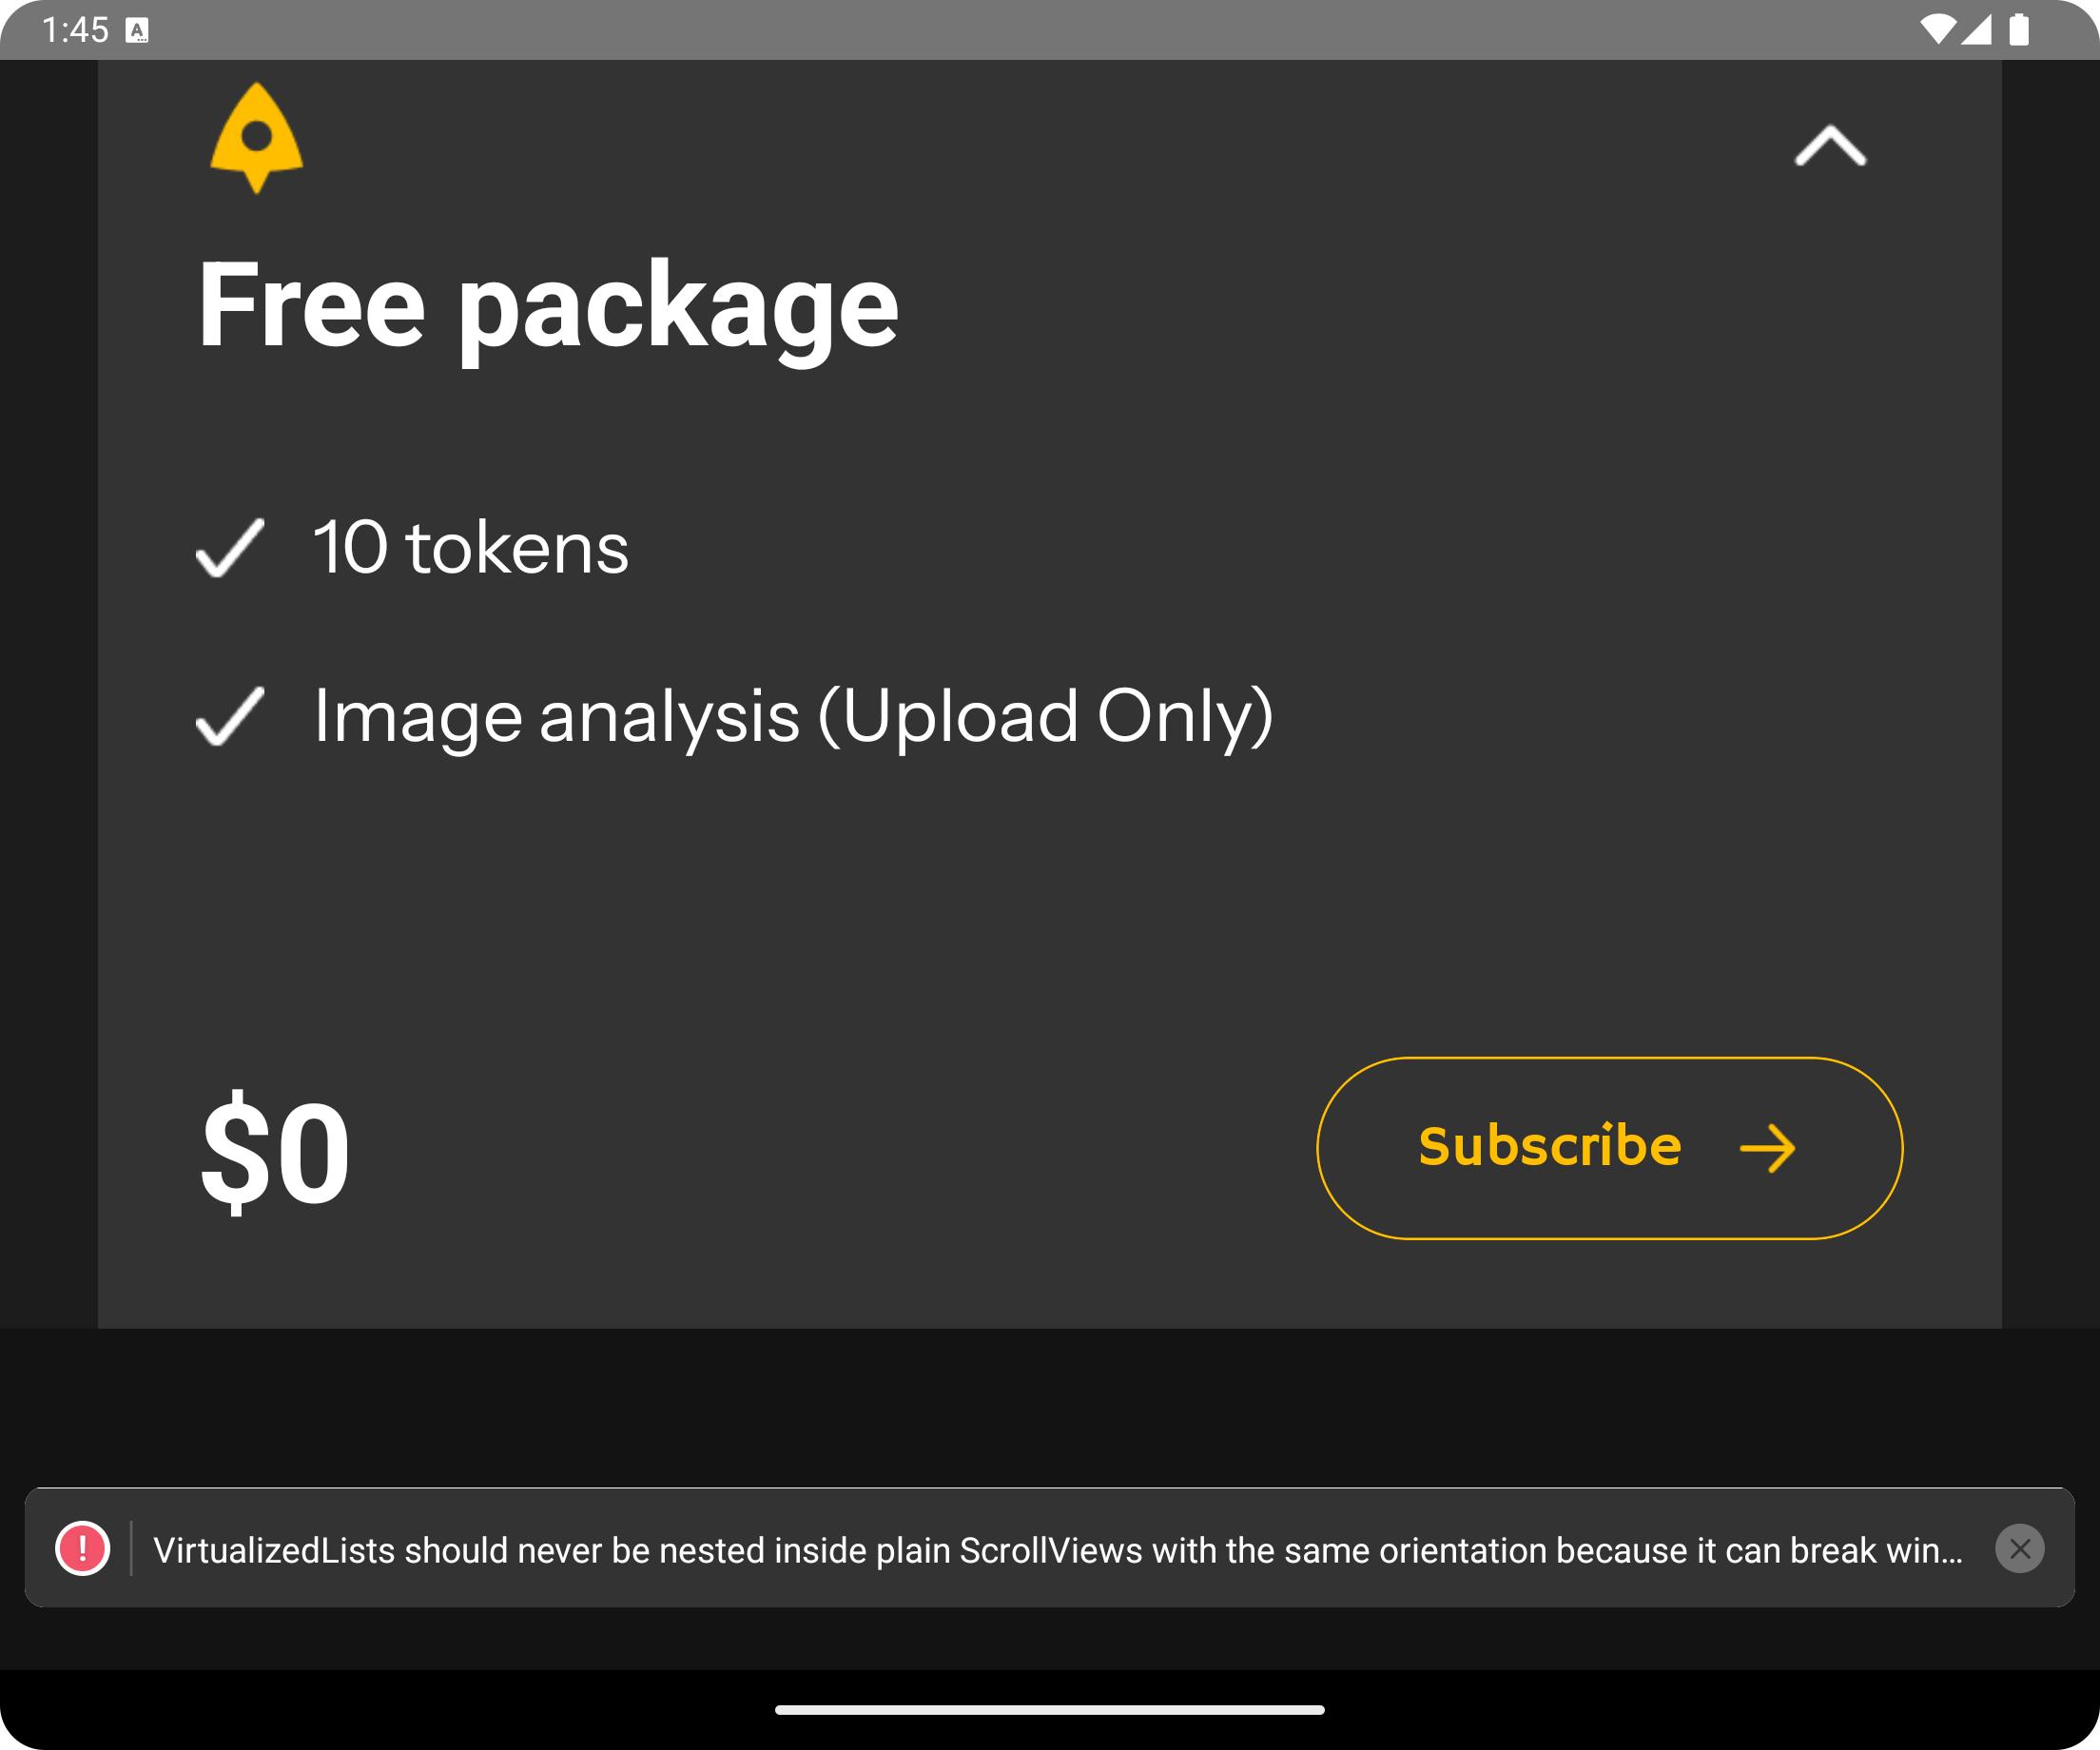 1:45
Free package
10 tokens
Image analysis (Upload Only)
$0
Subscribe
! VirtualizedLists should never be nested inside plain ScrollViews with the same orientation because it can break win...